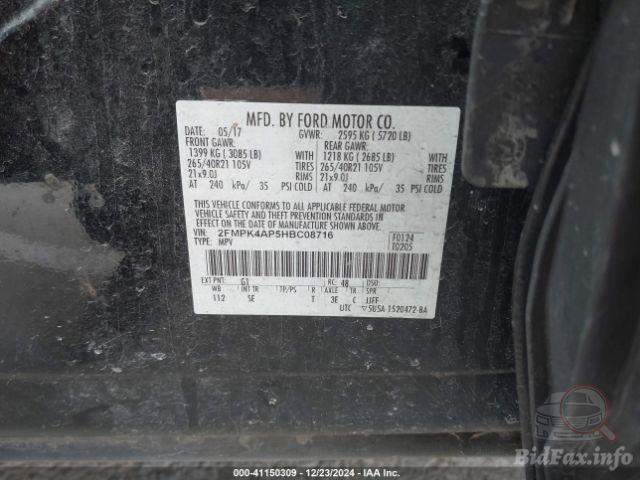 MFD. BY FORD MOTOR CO.
DATE: 05/17 GVWR: 2595 KG ( 5720 LB)
FRONT GAWR: REAR GAWR:
1399 KG ( 3085 LB) WITH 1218 KG ( 2685 LB) WITH
265/40R21 105V TIRES 265/40R21 105V TIRES
21x9.0J RIMS 21x9.0J RIMS
AT 240 kPa/ 35 PSI COLD AT 240 kPa/ 35 PSI COLD
THIS VEHICLE CONFORMS TO ALL APPLICABLE FEDERAL MOTOR
VEHICLE SAFETY AND THEFT PREVENTION STANDARDS IN
EFFECT ON THE DATE OF MANUFACTURE SHOWN ABOVE.
VIN: 2FMPK4AP5HBC08716 F0124
TYPE: MPV T0205
EXT PNT: G1 RC: 48 DSO:
WB INT TR TP/PS R AXLE TR SPR
112 SE T 3E C IJFF
UTC 5USA-1520472-BA
000-41150309 - 12/23/2024 - IAA Inc.
BidFax.info